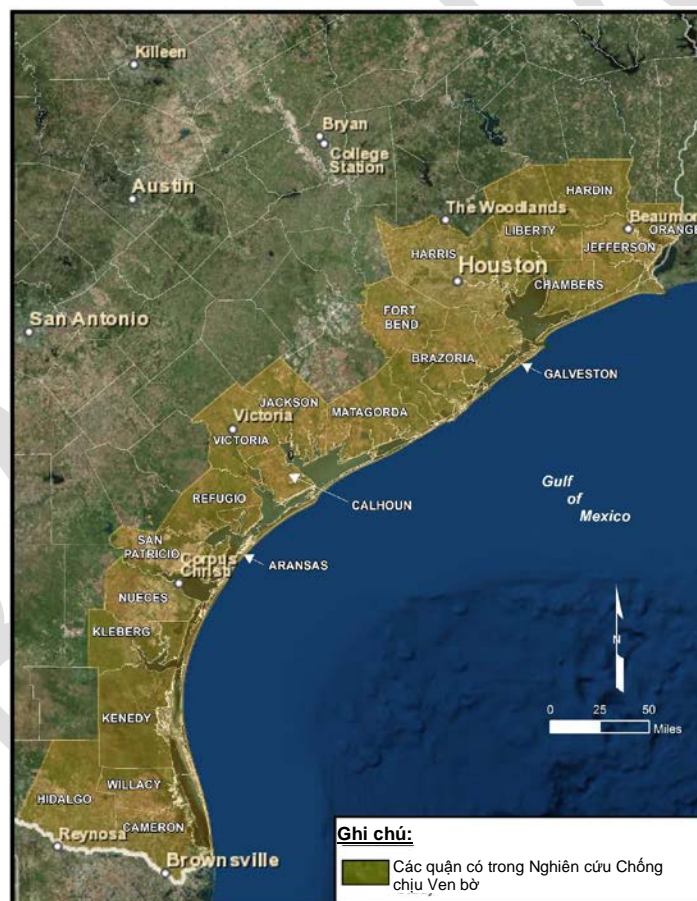 Killeen
Bryan
College
Station
Austin
HARDIN
The Woodlands
Beaumont
ORANGE
LIBERTY
JEFFERSON
HARRIS
Houston
CHAMBERS
San Antonio
FORT
BEND
BRAZORIA
GALVESTON
JACKSON
MATAGORDA
Victoria
VICTORIA
Gulf
of
Mexico
REFUGIO
CALHOUN
SAN
PATRICIO
Corpus
Christi
ARANSAS
NUECES
KLEBERG
N
KENEDY
0 25 50
Miles
WILLACY
HIDALGO
CAMERON
Reynosa
Brownsville
Ghi chú:
Các quận có trong Nghiên cứu Chống
chịu Ven bờ